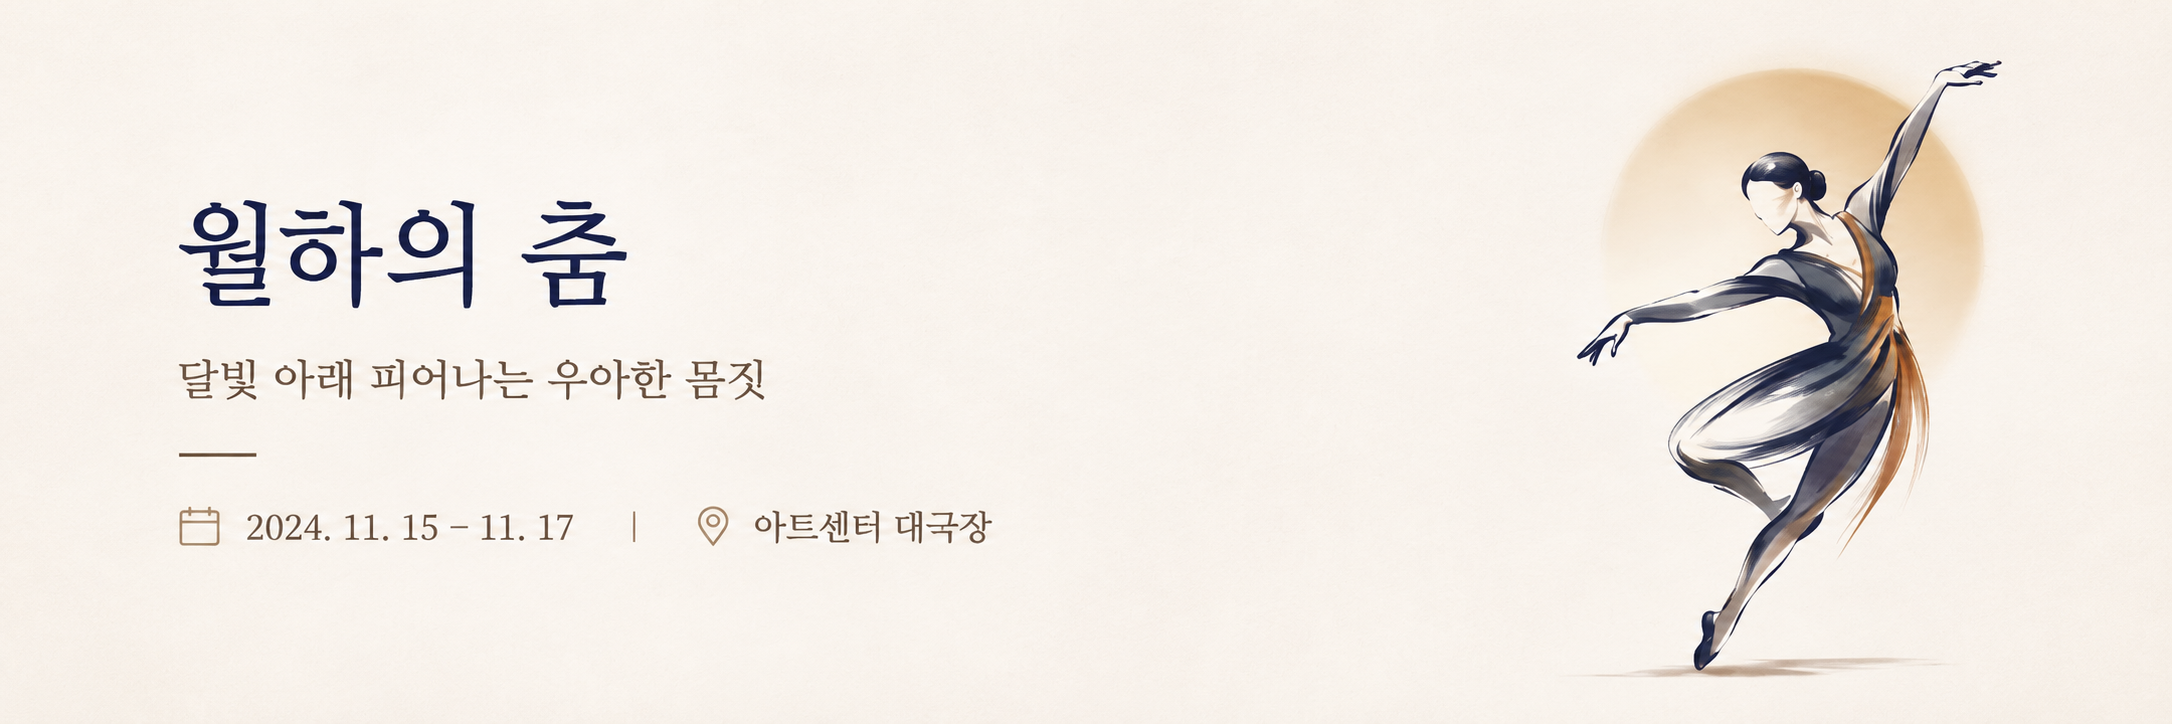 월하의 춤
달빛 아래 피어나는 우아한 몸짓
2024. 11. 15 – 11. 17 | 아트센터 대국장